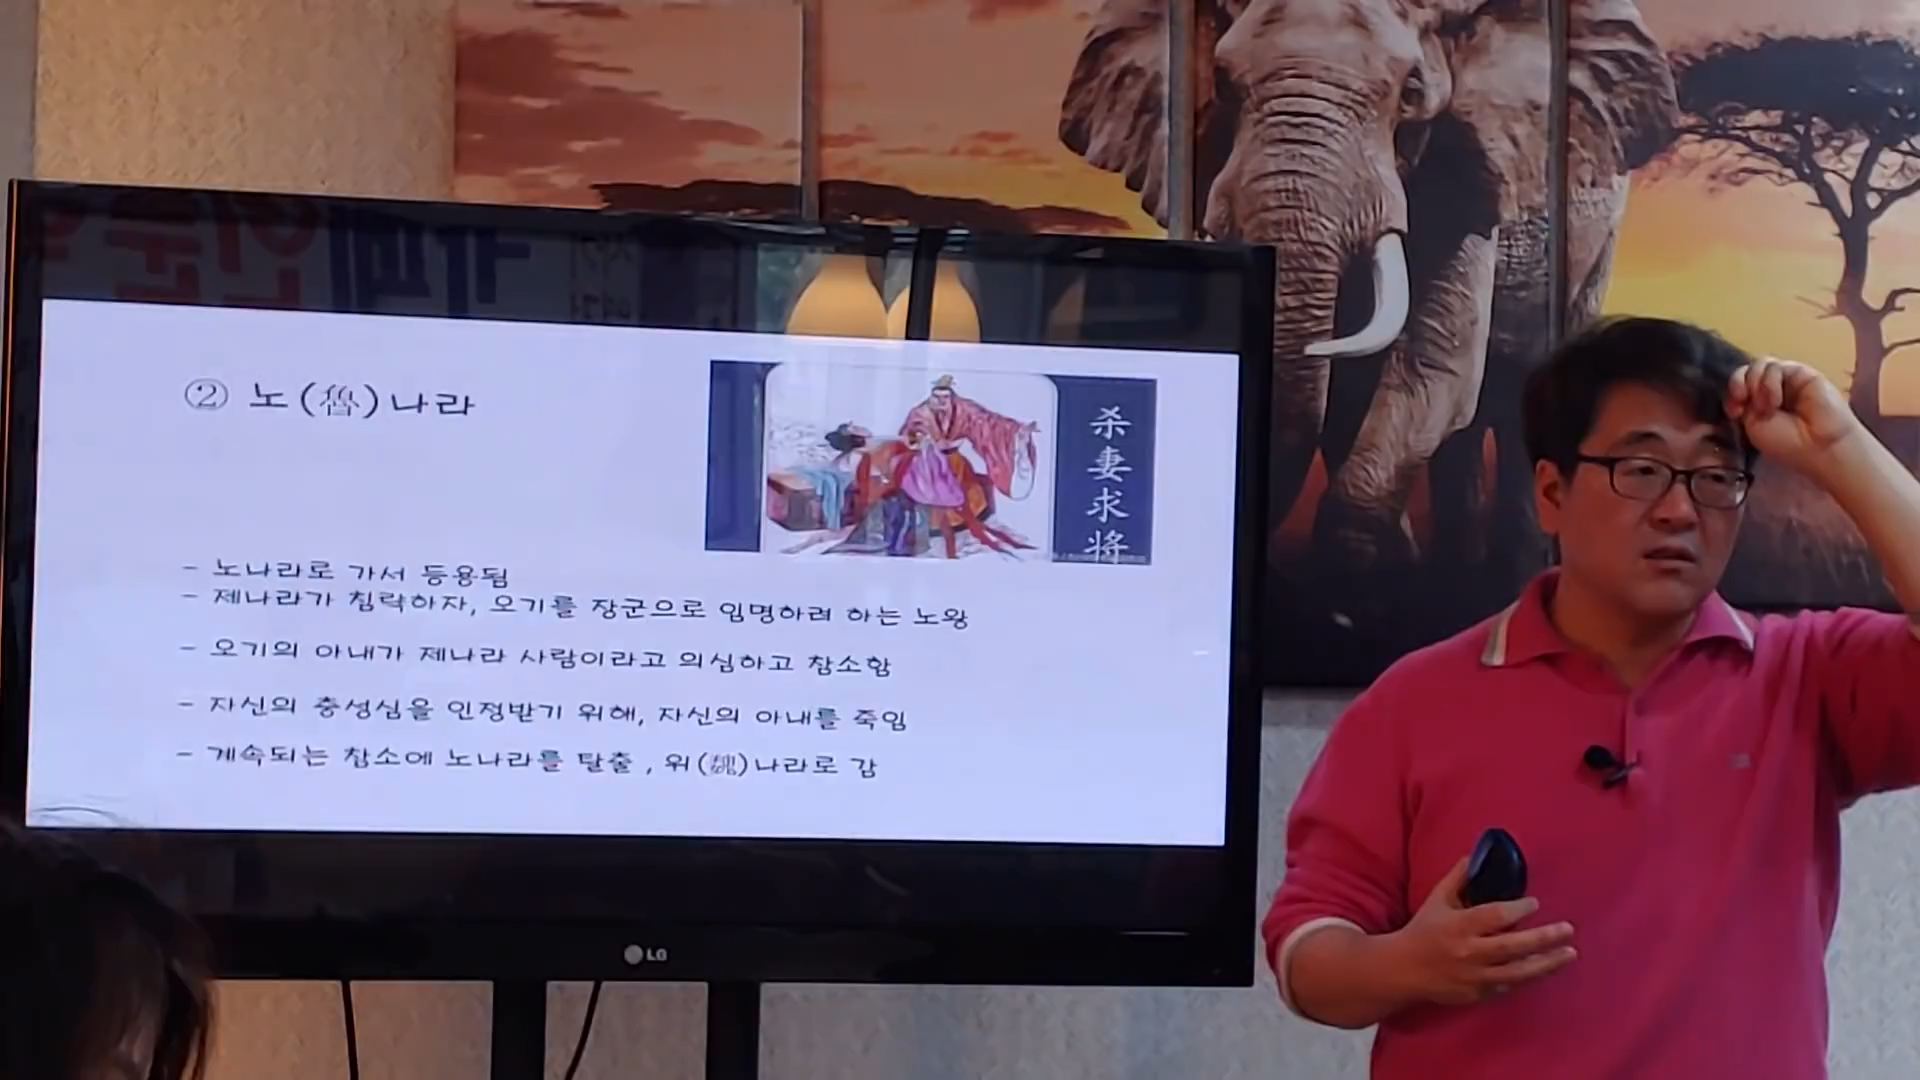 ② 노(魯)나라
杀妻求将
- 노나라로 가서 등용됨
- 제나라가 침략하자, 오기를 장군으로 임명하려 하는 노왕
- 오기의 아내가 제나라 사람이라고 의심하고 참소함
- 자신의 충성심을 인정받기 위해, 자신의 아내를 죽임
- 계속되는 참소에 노나라를 탈출, 위(魏)나라로 감
LG